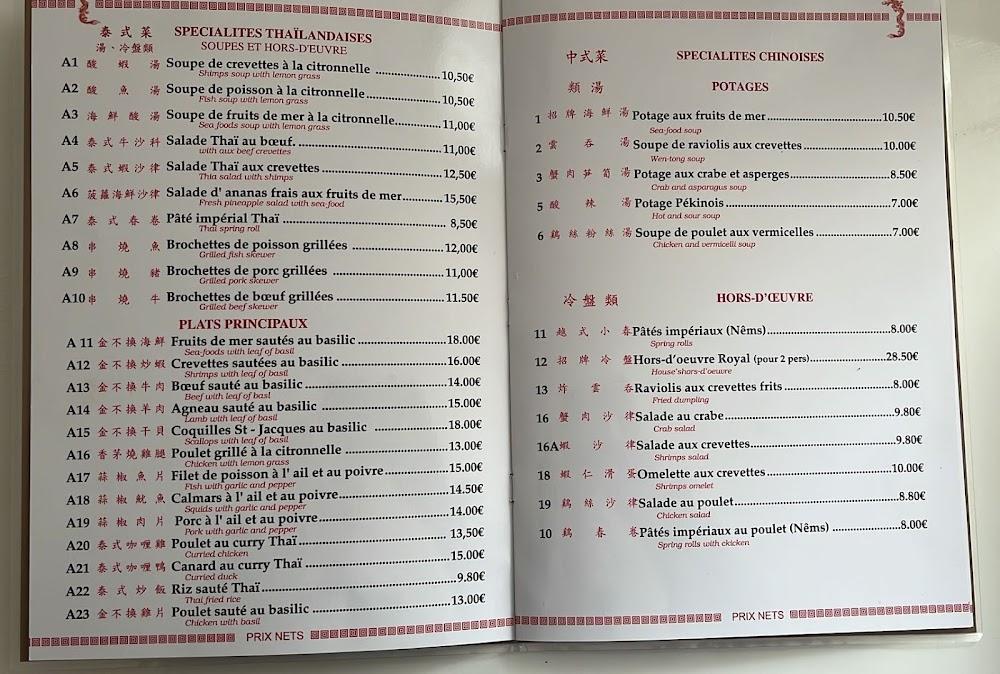 泰式菜 SPECIALITES THAÏLANDAISES
湯、冷盤類 SOUPES ET HORS-D'ŒUVRE
A1 酸蝦湯 Soupe de crevettes à la citronnelle ........ 10,50€
Shimps soup with lemon grass
A2 酸魚湯 Soupe de poisson à la citronnelle ........ 10,50€
Fish soup with lemon grass
A3 海鮮酸湯 Soupe de fruits de mer à la citronnelle ........ 11,00€
Sea foods soup with lemon grass
A4 泰式牛沙科 Salade Thaï au bœuf. ........ 11,00€
with aux beef crevettes
A5 泰式蝦沙律 Salade Thaï aux crevettes ........ 12,50€
Thia salad with shimps
A6 菠蘿海鮮沙律 Salade d' ananas frais aux fruits de mer ........ 15,50€
Fresh pineapple salad with sea-food
A7 泰式春卷 Pâté impérial Thaï ........ 8,50€
Thaï spring roll
A8 串燒魚 Brochettes de poisson grillées ........ 12,00€
Grilled fish skewer
A9 串燒豬 Brochettes de porc grillées ........ 11,00€
Grilled pork skewer
A10 串燒牛 Brochettes de bœuf grillées ........ 11.50€
Grilled beef skewer
PLATS PRINCIPAUX
A 11 金不換海鮮 Fruits de mer sautés au basilic ........ 18.00€
Sea-foods with leaf of basil
A12 金不換炒蝦 Crevettes sautées au basilic ........ 16.00€
Shrimps with leaf of basil
A13 金不換牛肉 Bœuf sauté au basilic ........ 14.00€
Beef with leaf of basl
A14 金不換羊肉 Agneau sauté au basilic ........ 15.00€
Lamb with leaf of basil
A15 金不換干貝 Coquilles St - Jacques au basilic ........ 18.00€
Scallops with leaf of basil
A16 香茅燒雞腿 Poulet grillé à la citronnelle ........ 13.00€
Chicken with lemon grass
A17 蒜椒魚片 Filet de poisson à l' ail et au poivre ........ 15.00€
Fish with garlic and pepper
A18 蒜椒魷魚 Calmars à l' ail et au poivre ........ 14.50€
Squids with garlic and pepper
A19 蒜椒肉片 Porc à l' ail et au poivre ........ 14.00€
Pork with garlic and pepper
A20 泰式咖喱雞 Poulet au curry Thaï ........ 13,50€
Curried chicken
A21 泰式咖喱鴨 Canard au curry Thaï ........ 15.00€
Curried duck
A22 泰式炒飯 Riz sauté Thaï ........ 9.80€
Thaï fried rice
A23 金不換雞片 Poulet sauté au basilic ........ 13.00€
Chicken with basil
PRIX NETS
中式菜 SPECIALITES CHINOISES
類湯 POTAGES
1 招牌海鮮湯 Potage aux fruits de mer ........ 10.50€
Sea-food soup
2 雲吞湯 Soupe de raviolis aux crevettes ........ 10.00€
Wen-tong soup
3 蟹肉笋筍湯 Potage aux crabe et asperges ........ 8.50€
Crab and asparagus soup
5 酸辣湯 Potage Pékinois ........ 7.00€
Hot and sour soup
6 鷄絲粉絲湯 Soupe de poulet aux vermicelles ........ 7.00€
Chicken and vermicelli soup
冷盤類 HORS-D'ŒUVRE
11 越式小春 Pâtés impériaux (Nêms) ........ 8.00€
Spring rolls
12 招牌冷盤 Hors-d'oeuvre Royal (pour 2 pers) ........ 28.50€
House'shors-d'oeuvre
13 炸雲吞 Raviolis aux crevettes frits ........ 8.00€
Fried dumpling
16 蟹肉沙律 Salade au crabe ........ 9.80€
Crab salad
16A 蝦沙律 Salade aux crevettes ........ 9.80€
Shrimps salad
18 蝦仁滑蛋 Omelette aux crevettes ........ 10.00€
Shrimps omelet
19 鷄絲沙律 Salade au poulet ........ 8.80€
Chicken salad
10 鷄春卷 Pâtés impériaux au poulet (Nêms) ........ 8.00€
Spring rolls with ckicken
PRIX NETS